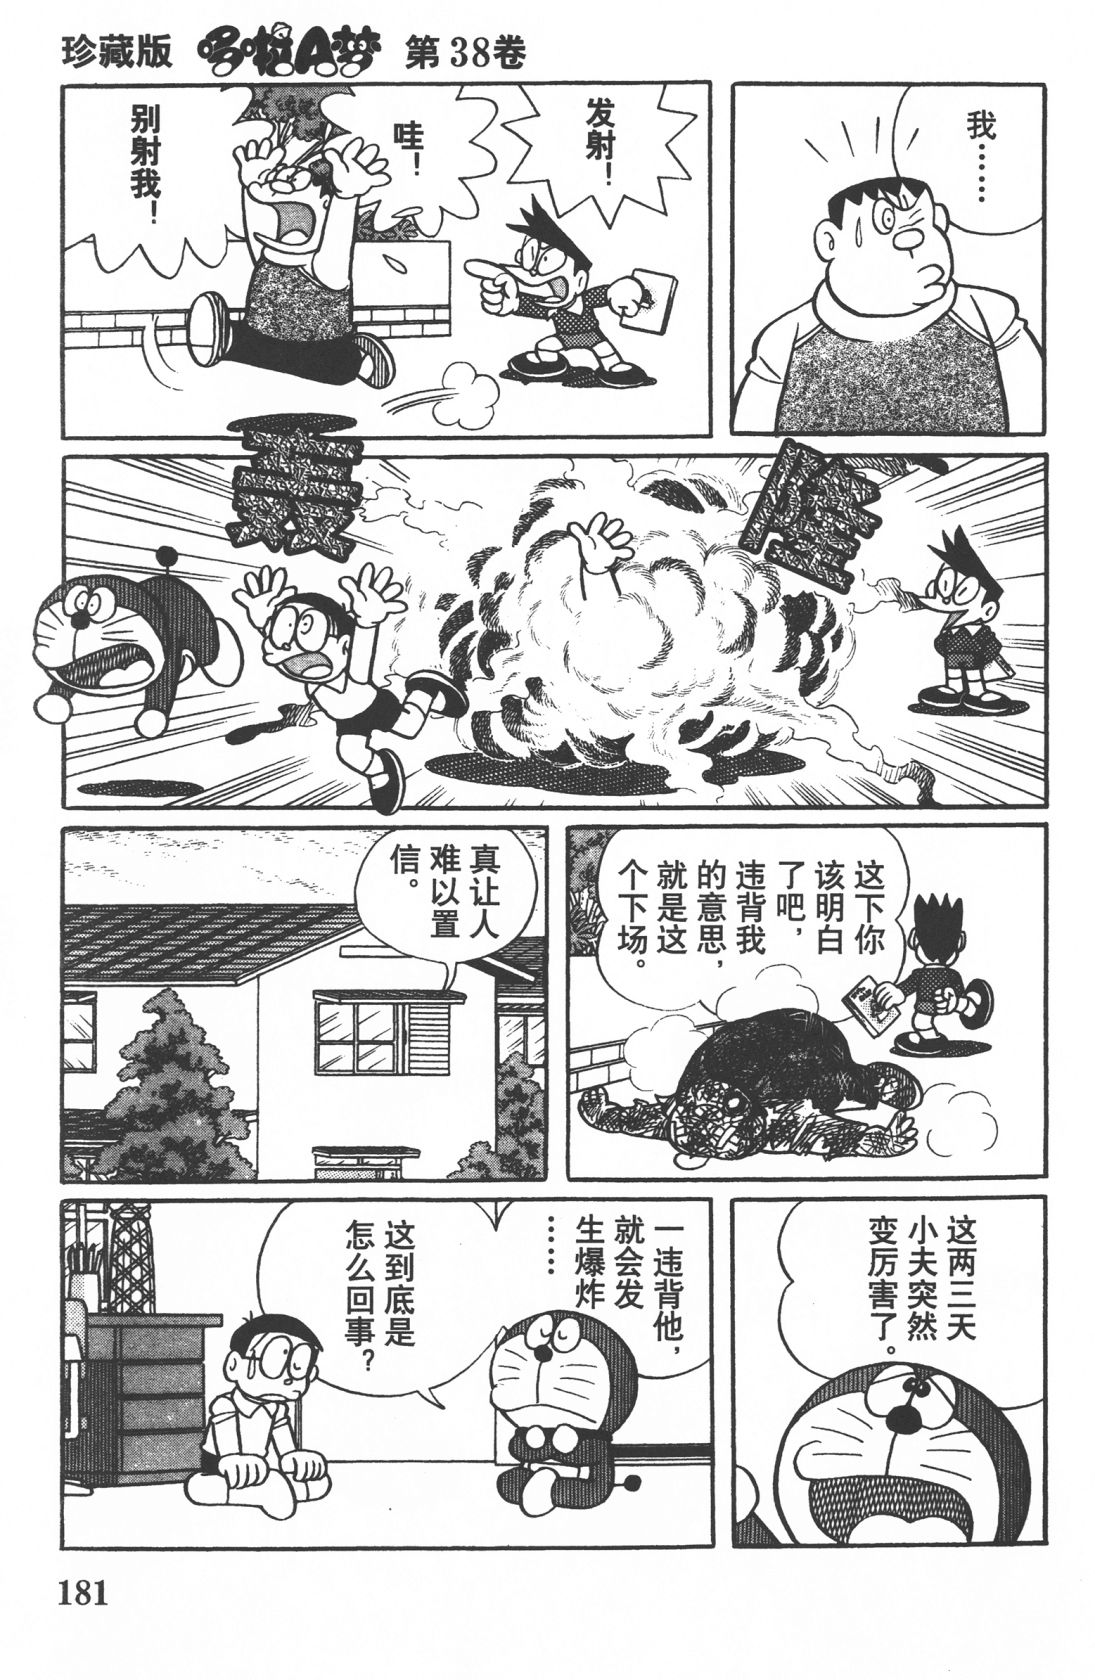 珍藏版 哆啦A梦 第38卷
我……
发射！
哇！
别射我！
轰隆
这下你
该明白
了吧，
违背我
的意思，
就是这
个下场。
真让人
难以置
信。
这两三天
小夫突然
变厉害了。
一违背他，
就会发
生爆炸
……
这到底是
怎么回事？
181